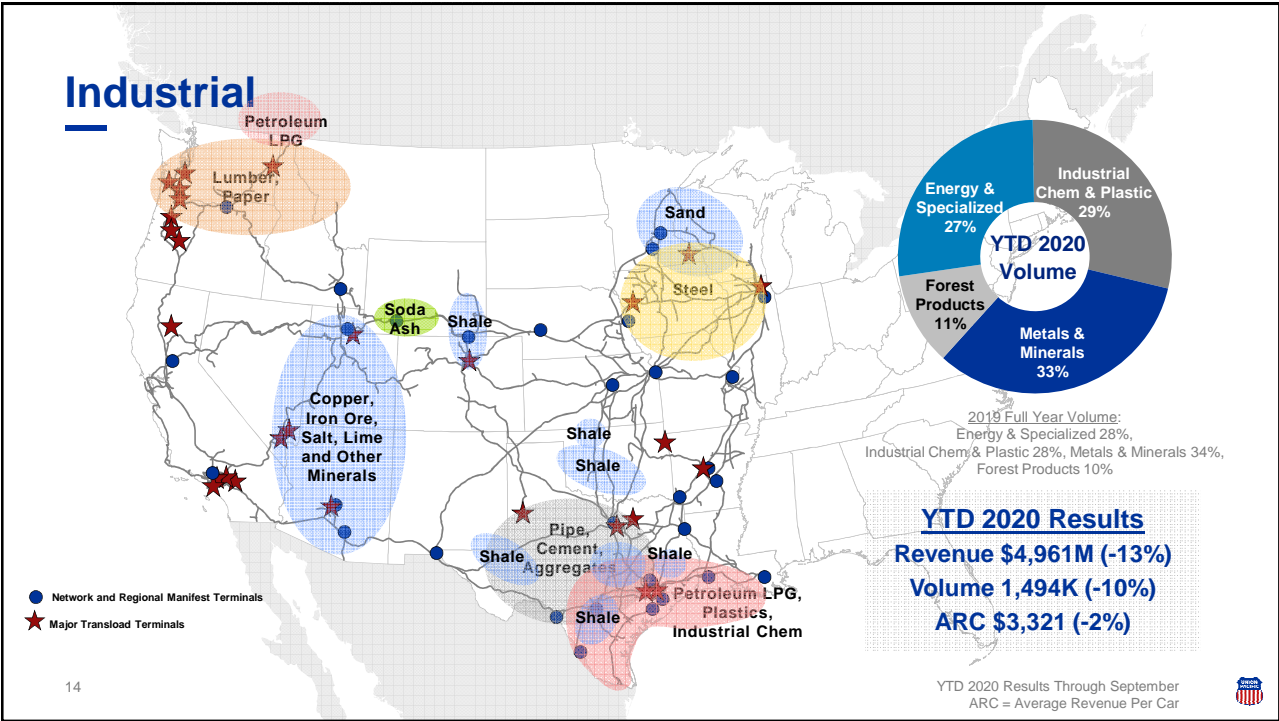 Industrial
Petroleum
LPG
Lumber,
Paper
Sand
Steel
Soda
Ash
Shale
Copper,
Iron Ore,
Salt, Lime
and Other
Minerals
Shale
Shale
Pipe,
Cement,
Aggregates
Shale
Shale
Shale
Petroleum LPG,
Plastics,
Industrial Chem
Network and Regional Manifest Terminals
Major Transload Terminals
Energy &
Specialized
27%
Industrial
Chem & Plastic
29%
YTD 2020
Volume
Forest
Products
11%
Metals &
Minerals
33%
2019 Full Year Volume:
Energy & Specialized 28%,
Industrial Chem & Plastic 28%, Metals & Minerals 34%,
Forest Products 10%
YTD 2020 Results
Revenue $4,961M (-13%)
Volume 1,494K (-10%)
ARC $3,321 (-2%)
14
YTD 2020 Results Through September
ARC = Average Revenue Per Car
UNION
PACIFIC